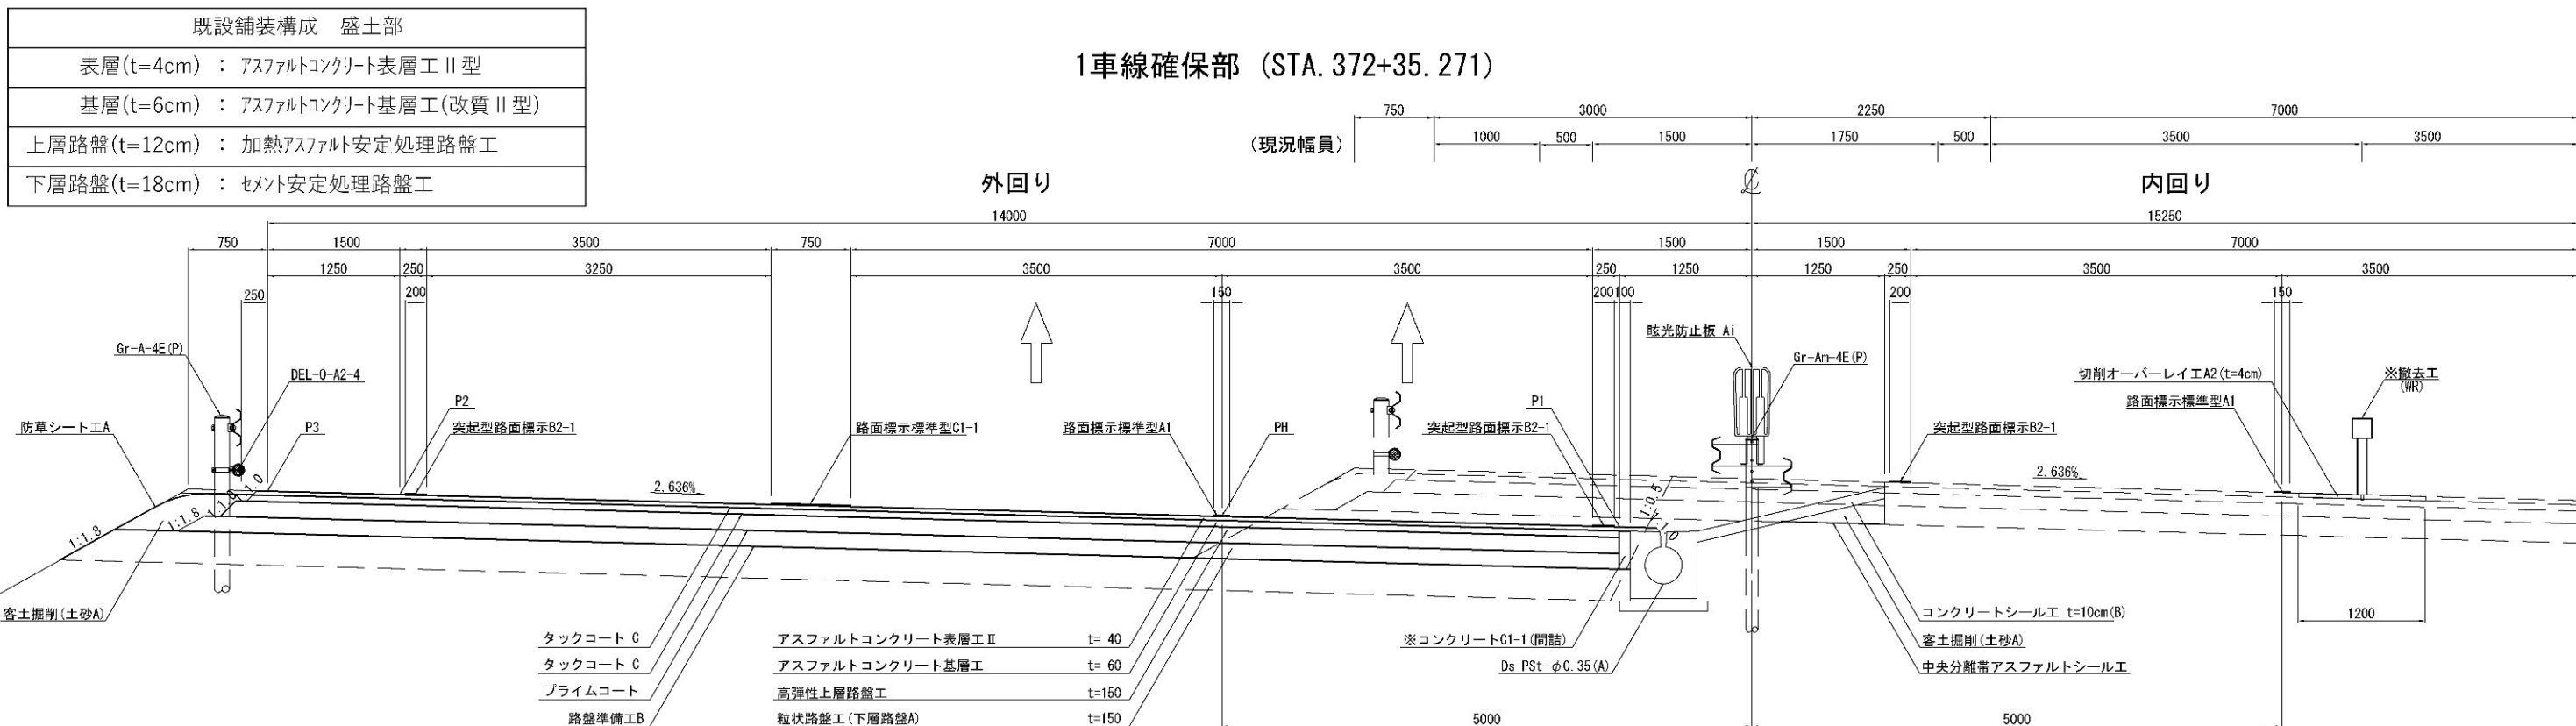 既設舗装構成 盛土部
表層(t=4cm) ： アスファルトコンクリート表層工Ⅱ型
基層(t=6cm) ： アスファルトコンクリート基層工(改質Ⅱ型)
上層路盤(t=12cm) ： 加熱アスファルト安定処理路盤工
下層路盤(t=18cm) ： セメント安定処理路盤工
1車線確保部 (STA. 372+35. 271)
750 3000 2250 7000
(現況幅員) 1000 500 1500 1750 500 3500 3500
外回り 内回り
14000 15250
750 1500 3500 750 7000 1500 1500 7000
1250 250 3250 3500 3500 250 1250 1250 250 3500 3500
250 200 150 200 100 200 150
眩光防止板 Ai
Gr-A-4E(P)
Gr-Am-4E(P)
DEL-O-A2-4
切削オーバーレイ工A2(t=4cm)
※撤去工
(WR)
P2
P1
路面標示標準型A1
防草シート工A
P3
突起型路面標示B2-1
路面標示標準型C1-1
路面標示標準型A1
PH
突起型路面標示B2-1
突起型路面標示B2-1
2.636%
2.636%
1:0.5
1:1.8
1:1.8
客土掘削(土砂A)
コンクリートシール工 t=10cm(B)
1200
タックコート C
アスファルトコンクリート表層工Ⅱ t= 40
※コンクリートC1-1(間詰)
客土掘削(土砂A)
タックコート C
アスファルトコンクリート基層工 t= 60
Ds-PSt-φ0.35(A)
中央分離帯アスファルトシール工
プライムコート
高弾性上層路盤工 t=150
路盤準備工B
粒状路盤工(下層路盤A) t=150
5000 5000